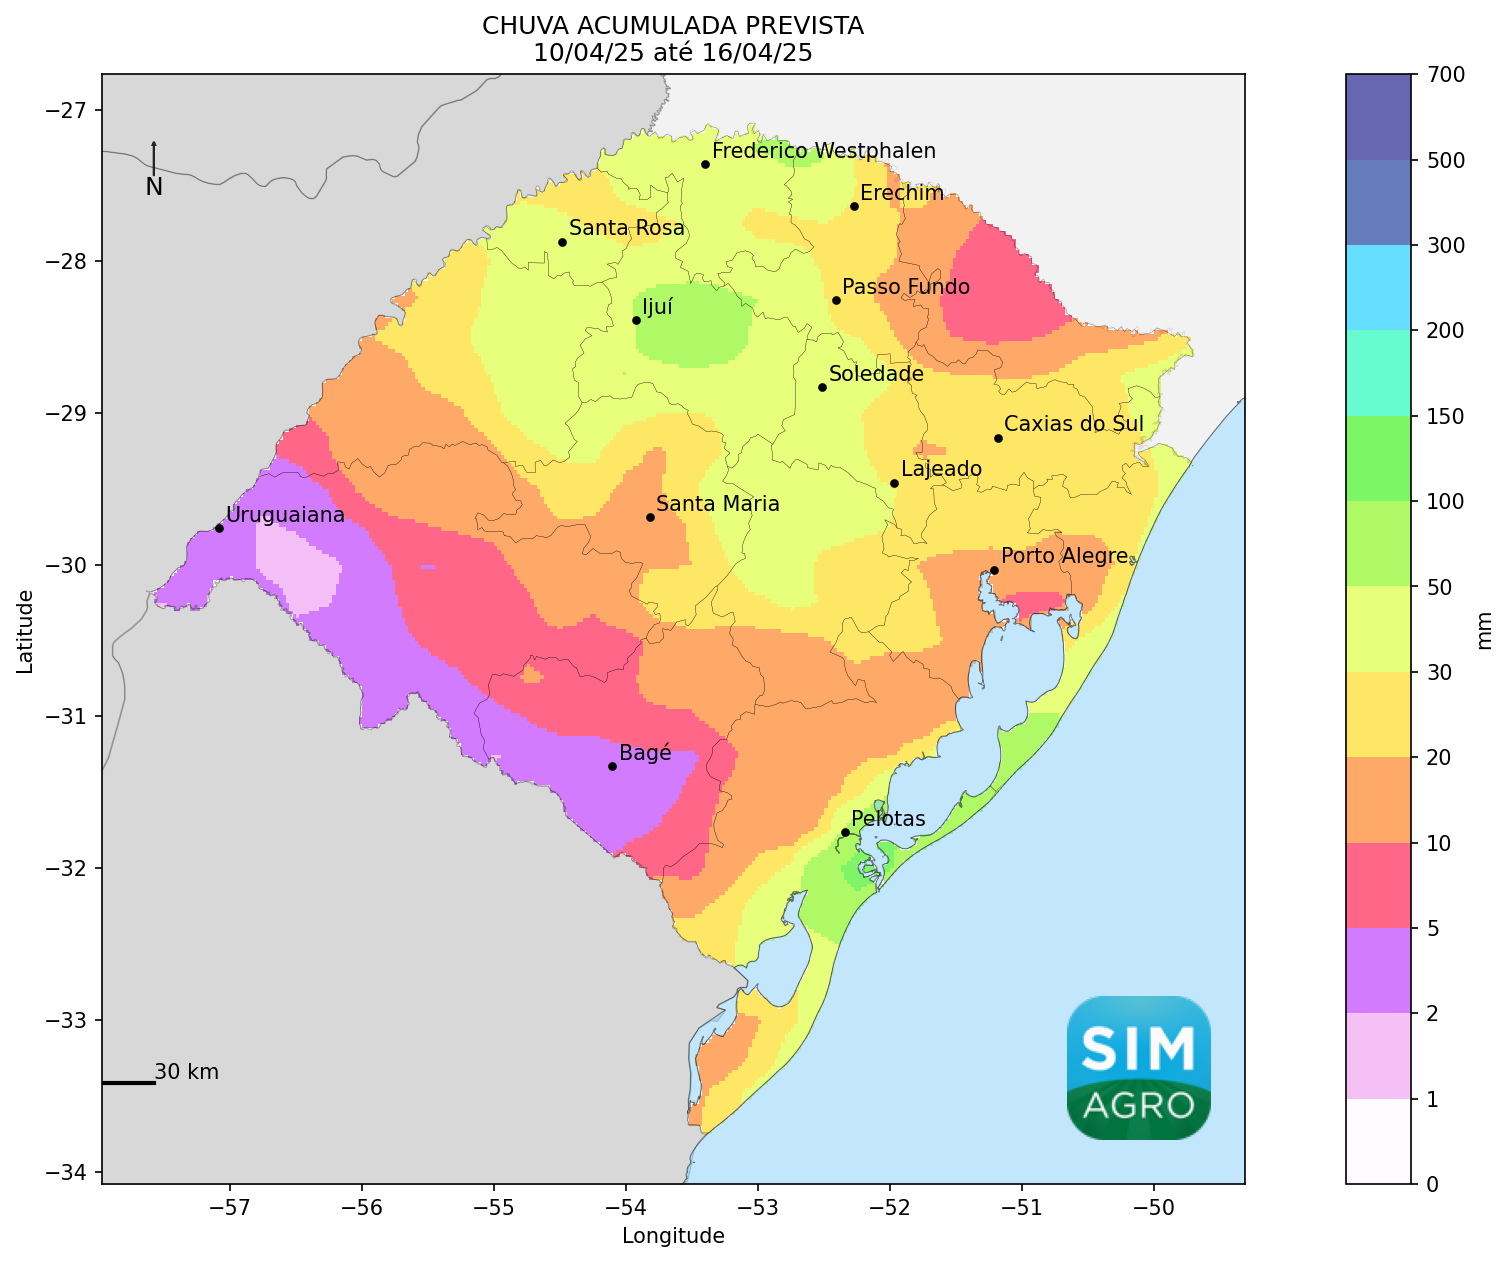 CHUVA ACUMULADA PREVISTA
10/04/25 até 16/04/25
−27
−28
−29
−30
−31
−32
−33
−34
Latitude
N
Frederico Westphalen
Erechim
Santa Rosa
Passo Fundo
Ijuí
Soledade
Caxias do Sul
Lajeado
Santa Maria
Uruguaiana
Porto Alegre
Bagé
Pelotas
30 km
SIM
AGRO
−57
−56
−55
−54
−53
−52
−51
−50
Longitude
700
500
300
200
150
100
50
30
20
10
5
2
1
0
mm